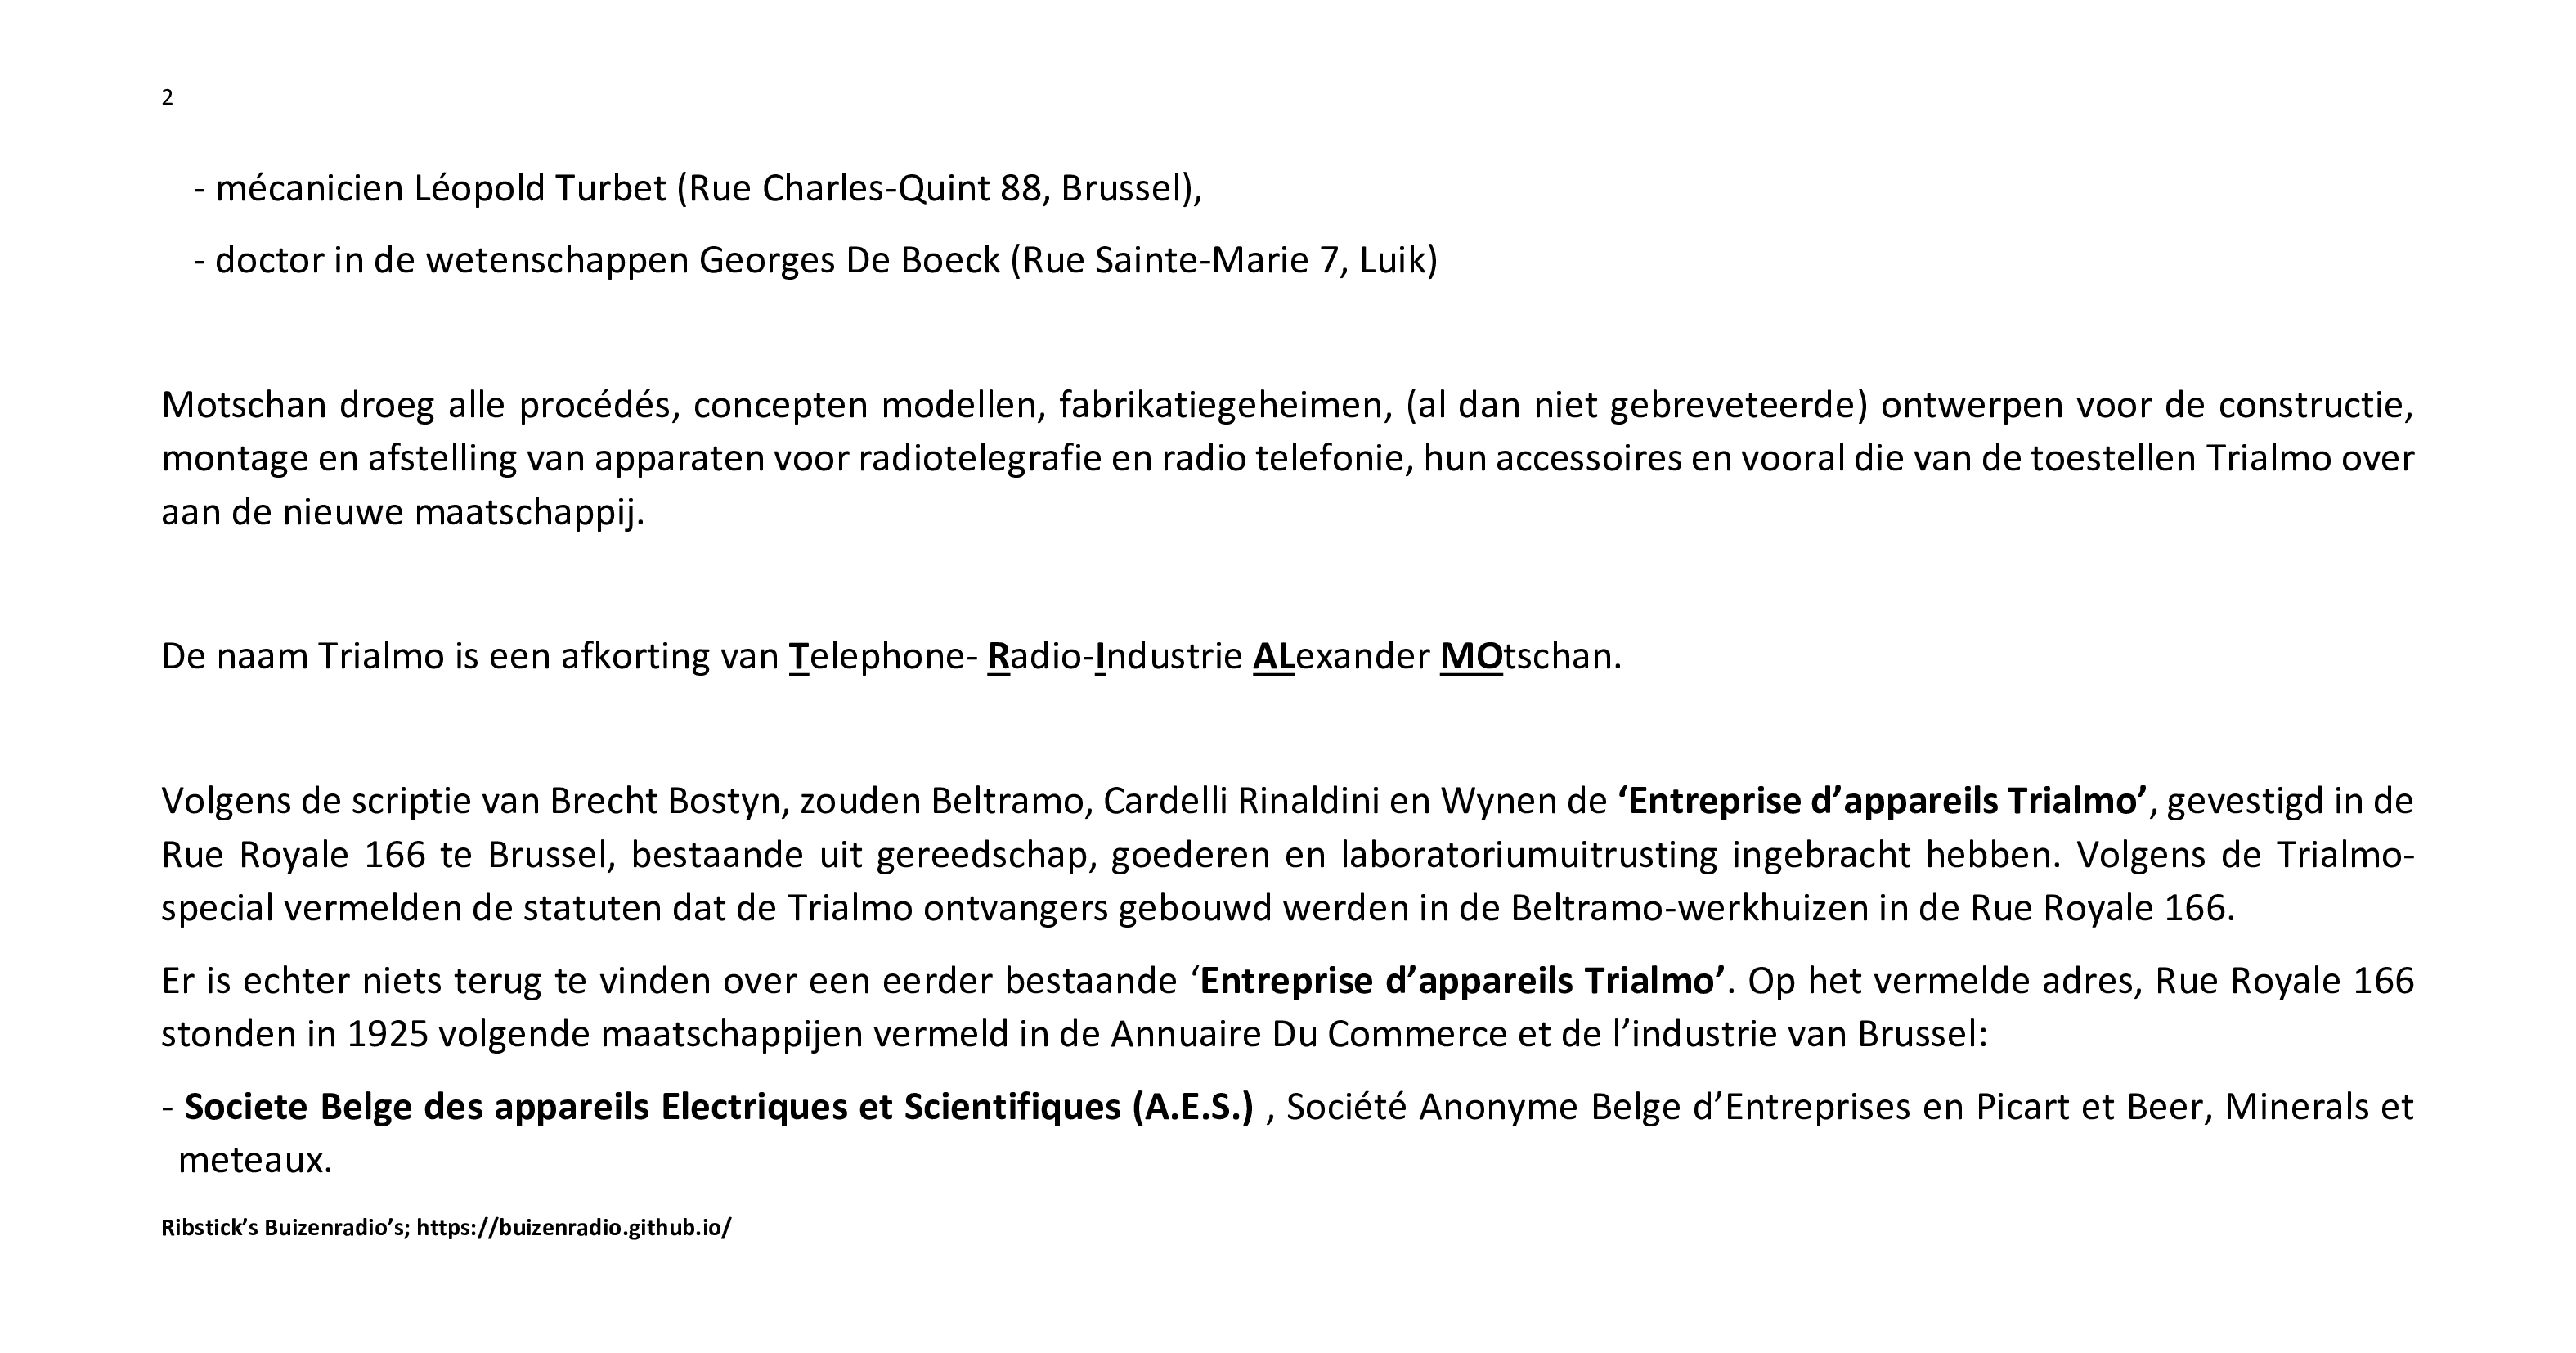 2
- mécanicien Léopold Turbet (Rue Charles-Quint 88, Brussel),
- doctor in de wetenschappen Georges De Boeck (Rue Sainte-Marie 7, Luik)
Motschan droeg alle procédés, concepten modellen, fabrikatiegeheimen, (al dan niet gebreveteerde) ontwerpen voor de constructie,
montage en afstelling van apparaten voor radiotelegrafie en radio telefonie, hun accessoires en vooral die van de toestellen Trialmo over
aan de nieuwe maatschappij.
De naam Trialmo is een afkorting van Telephone- Radio-Industrie ALexander MOtschan.
Volgens de scriptie van Brecht Bostyn, zouden Beltramo, Cardelli Rinaldini en Wynen de ‘Entreprise d’appareils Trialmo’, gevestigd in de
Rue Royale 166 te Brussel, bestaande uit gereedschap, goederen en laboratoriumuitrusting ingebracht hebben. Volgens de Trialmo-
special vermelden de statuten dat de Trialmo ontvangers gebouwd werden in de Beltramo-werkhuizen in de Rue Royale 166.
Er is echter niets terug te vinden over een eerder bestaande ‘Entreprise d’appareils Trialmo’. Op het vermelde adres, Rue Royale 166
stonden in 1925 volgende maatschappijen vermeld in de Annuaire Du Commerce et de l’industrie van Brussel:
- Societe Belge des appareils Electriques et Scientifiques (A.E.S.) , Société Anonyme Belge d’Entreprises en Picart et Beer, Minerals et
meteaux.
Ribstick’s Buizenradio’s; https://buizenradio.github.io/